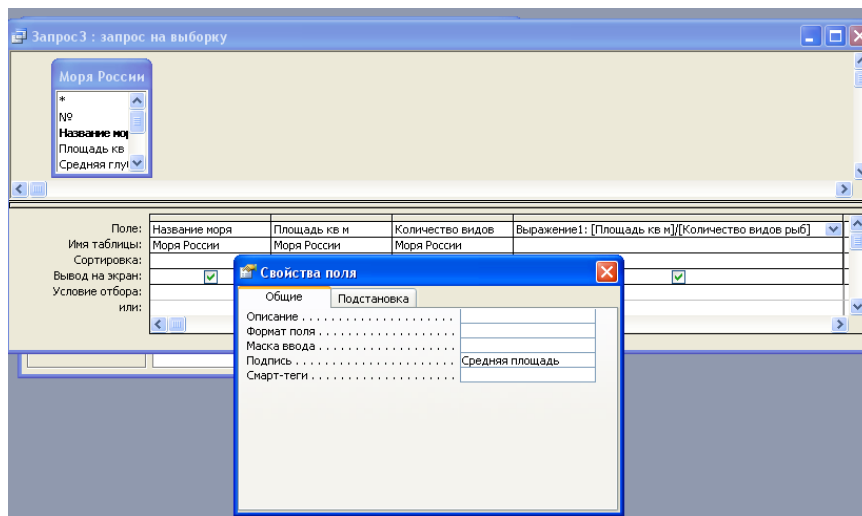 Запрос3 : запрос на выборку
Моря России
*
№
Название мор
Площадь кв
Средняя глу
Поле: Название моря Площадь кв м Количество видов Выражение1: [Площадь кв м]/[Количество видов рыб]
Имя таблицы: Моря России Моря России Моря России
Сортировка:
Вывод на экран:
Условие отбора:
или:
Свойства поля
Общие Подстановка
Описание
Формат поля
Маска ввода
Подпись Средняя площадь
Смарт-теги